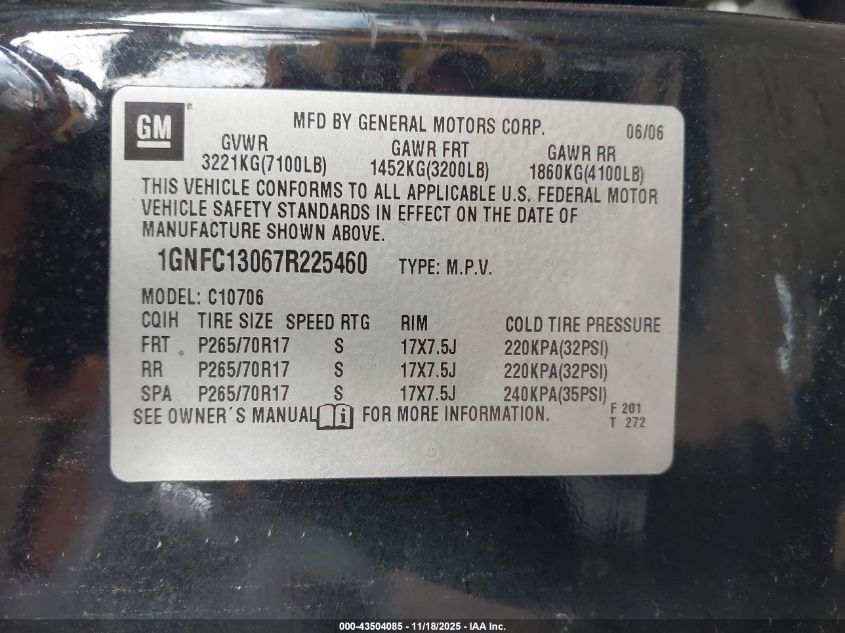 GM ®
MFD BY GENERAL MOTORS CORP. 06/06
GVWR GAWR FRT GAWR RR
3221KG(7100LB) 1452KG(3200LB) 1860KG(4100LB)
THIS VEHICLE CONFORMS TO ALL APPLICABLE U.S. FEDERAL MOTOR
VEHICLE SAFETY STANDARDS IN EFFECT ON THE DATE OF
MANUFACTURE SHOWN ABOVE.
1GNFC13067R225460 TYPE: M.P.V.
MODEL: C10706
CQIH TIRE SIZE SPEED RTG RIM COLD TIRE PRESSURE
FRT P265/70R17 S 17X7.5J 220KPA(32PSI)
RR P265/70R17 S 17X7.5J 220KPA(32PSI)
SPA P265/70R17 S 17X7.5J 240KPA(35PSI)
SEE OWNER´S MANUAL i FOR MORE INFORMATION.
F 201
T 272
000-43504085 - 11/18/2025 - IAA Inc.